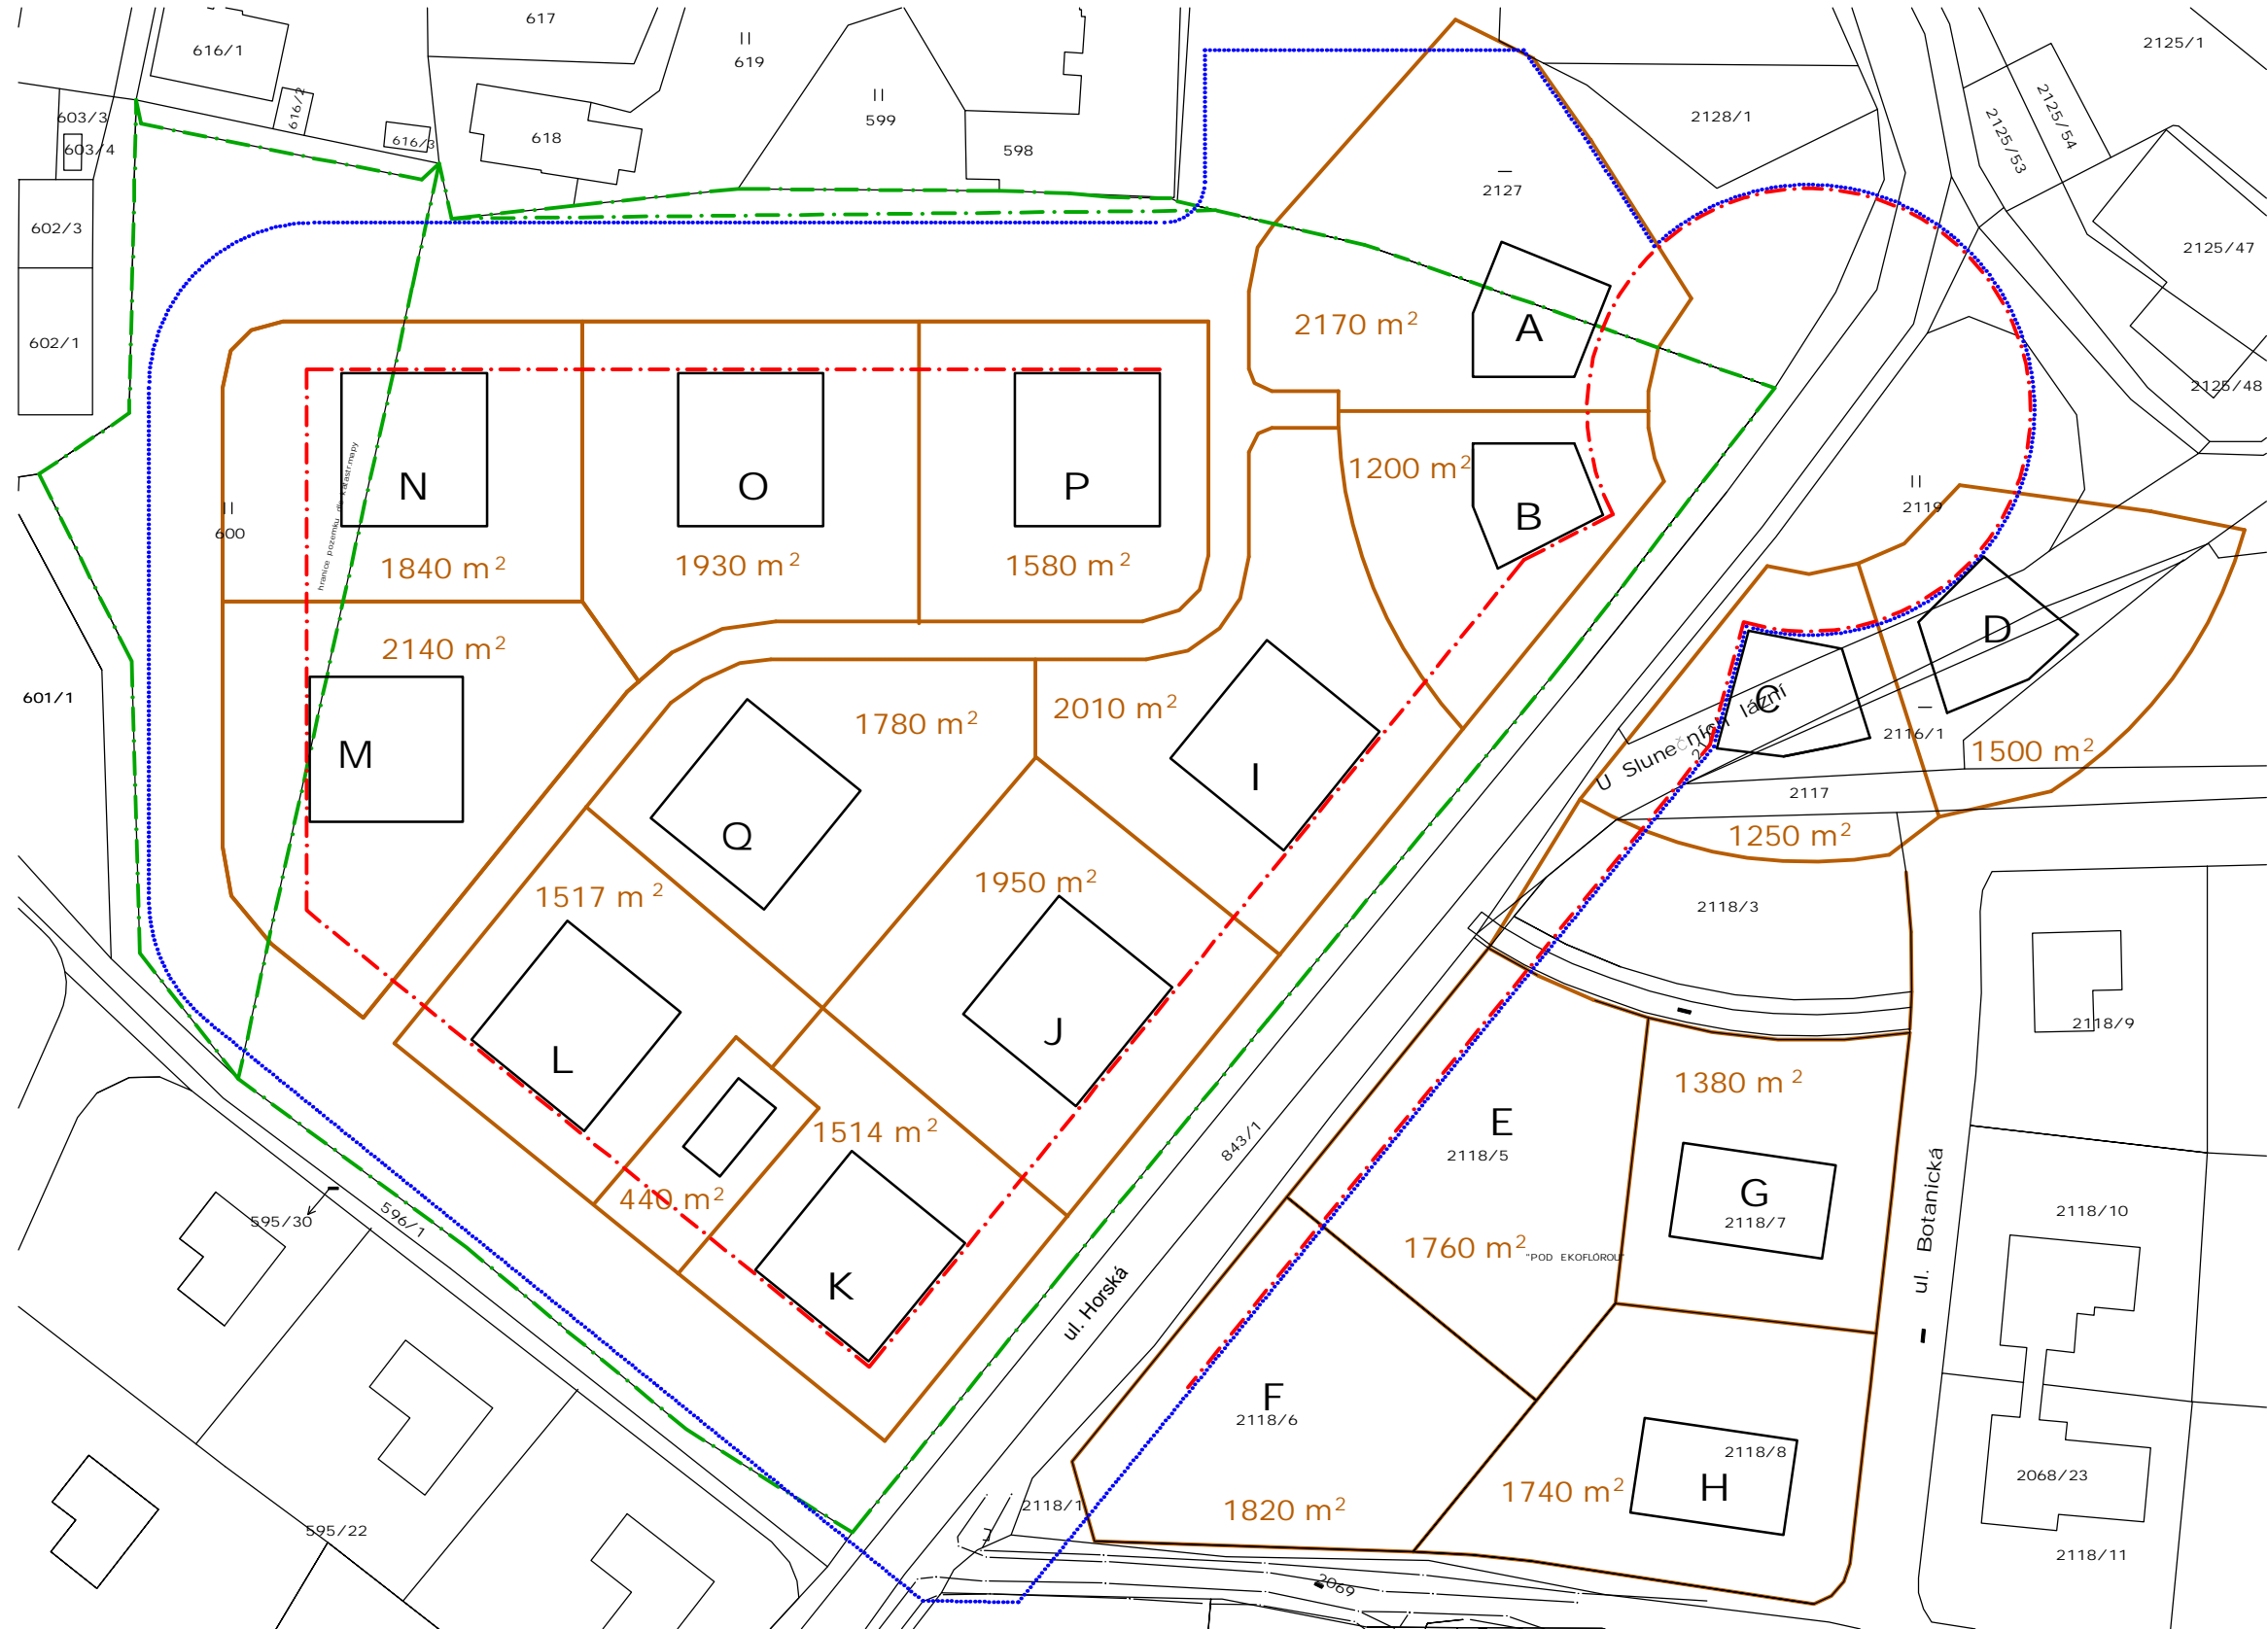 617
616/1
II
619
2125/1
616/2
603/3
II
599
2128/1
2125/54
616/3
618
603/4
598
2125/53
2127
602/3
2125/47
2170 m²
A
602/1
2125/48
1200 m²
hranice pozemku dle katastr.mapy
N
O
P
B
II
2119
II
600
1840 m²
1930 m²
1580 m²
2140 m²
D
601/1
C
1780 m²
2010 m²
U Slunečních lázní
2116/1
1500 m²
M
I
2117
Q
1250 m²
1517 m²
1950 m²
2118/3
2118/9
J
L
1380 m²
E
1514 m²
843/1
2118/5
440 m²
G
2118/7
ul. Botanická
2118/10
595/30
596/1
1760 m²
"POD EKOFLÓROU"
K
ul. Horská
F
2118/6
2118/8
2068/23
H
1740 m²
2118/1
1820 m²
595/22
2118/11
2069